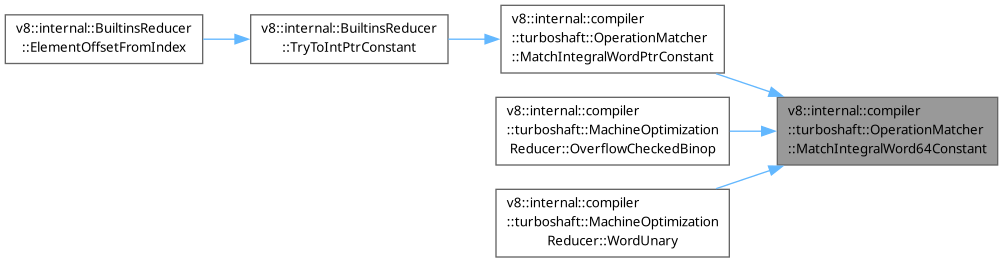 v8::internal::BuiltinsReducer
::ElementOffsetFromIndex
v8::internal::BuiltinsReducer
::TryToIntPtrConstant
v8::internal::compiler
::turboshaft::OperationMatcher
::MatchIntegralWordPtrConstant
v8::internal::compiler
::turboshaft::MachineOptimization
Reducer::OverflowCheckedBinop
v8::internal::compiler
::turboshaft::MachineOptimization
Reducer::WordUnary
v8::internal::compiler
::turboshaft::OperationMatcher
::MatchIntegralWord64Constant